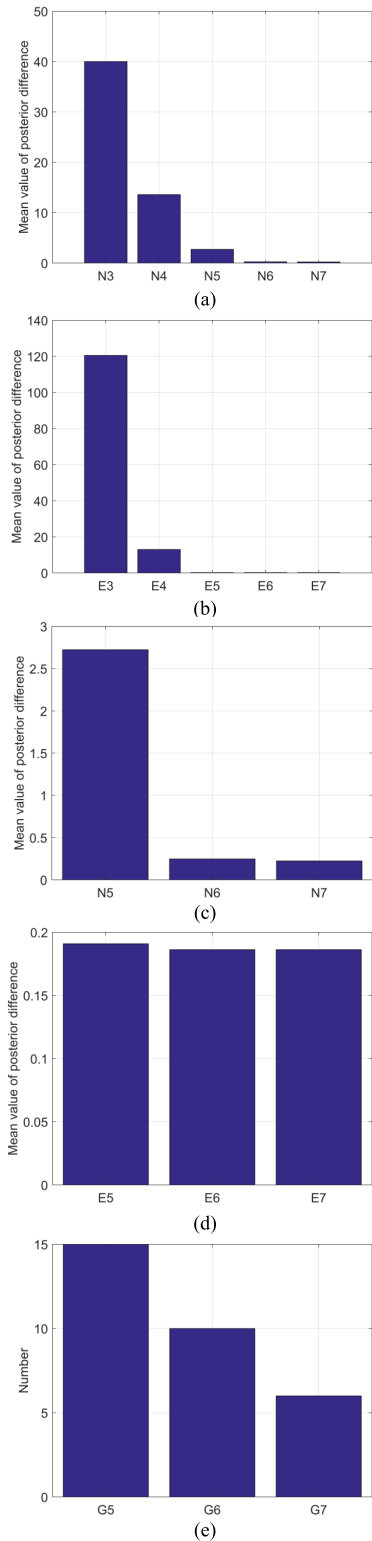 Mean value of posterior difference
50
40
30
20
10
0
N3 N4 N5 N6 N7
(a)
Mean value of posterior difference
140
120
100
80
60
40
20
0
E3 E4 E5 E6 E7
(b)
Mean value of posterior difference
3
2.5
2
1.5
1
0.5
0
N5 N6 N7
(c)
Mean value of posterior difference
0.2
0.15
0.1
0.05
0
E5 E6 E7
(d)
Number
15
10
5
0
G5 G6 G7
(e)